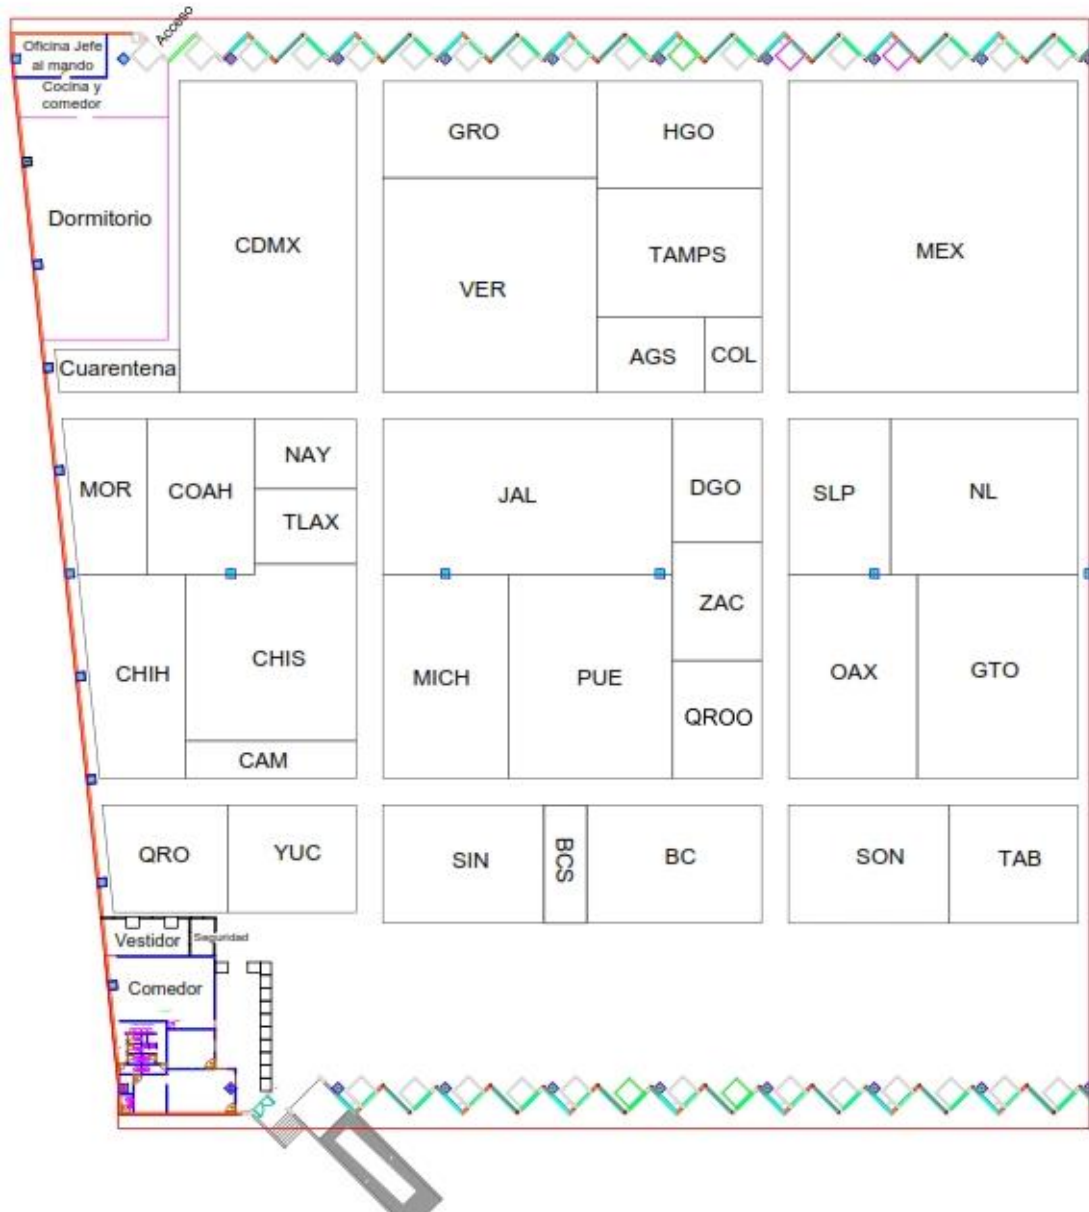 Acceso
Oficina Jefe
al mando
Cocina y
comedor
Dormitorio
Cuarentena
CDMX
GRO
HGO
VER
TAMPS
AGS
COL
MEX
MOR
COAH
NAY
TLAX
JAL
DGO
SLP
NL
CHIH
CHIS
CAM
MICH
PUE
ZAC
QROO
OAX
GTO
QRO
YUC
SIN
BCS
BC
SON
TAB
Vestidor
Seguridad
Comedor